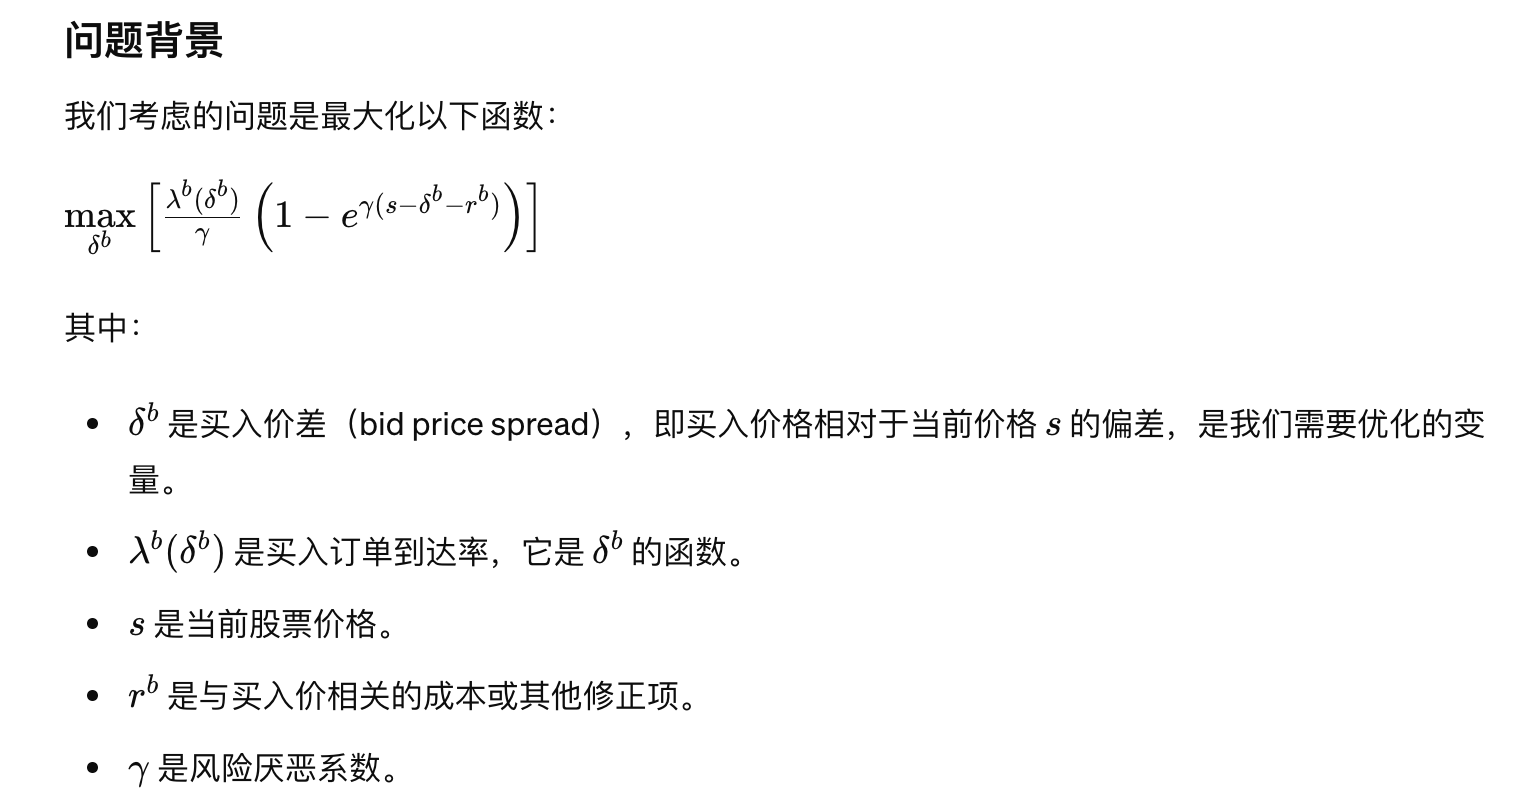 问题背景
我们考虑的问题是最大化以下函数：
$\max_{\delta^b} \left[ \frac{\lambda^b(\delta^b)}{\gamma} \left( 1 - e^{\gamma(s-\delta^b-r^b)} \right) \right]$
其中：
• $\delta^b$ 是买入价差（bid price spread），即买入价格相对于当前价格 $s$ 的偏差，是我们需要优化的变
量。
• $\lambda^b(\delta^b)$ 是买入订单到达率，它是 $\delta^b$ 的函数。
• $s$ 是当前股票价格。
• $r^b$ 是与买入价相关的成本或其他修正项。
• $\gamma$ 是风险厌恶系数。